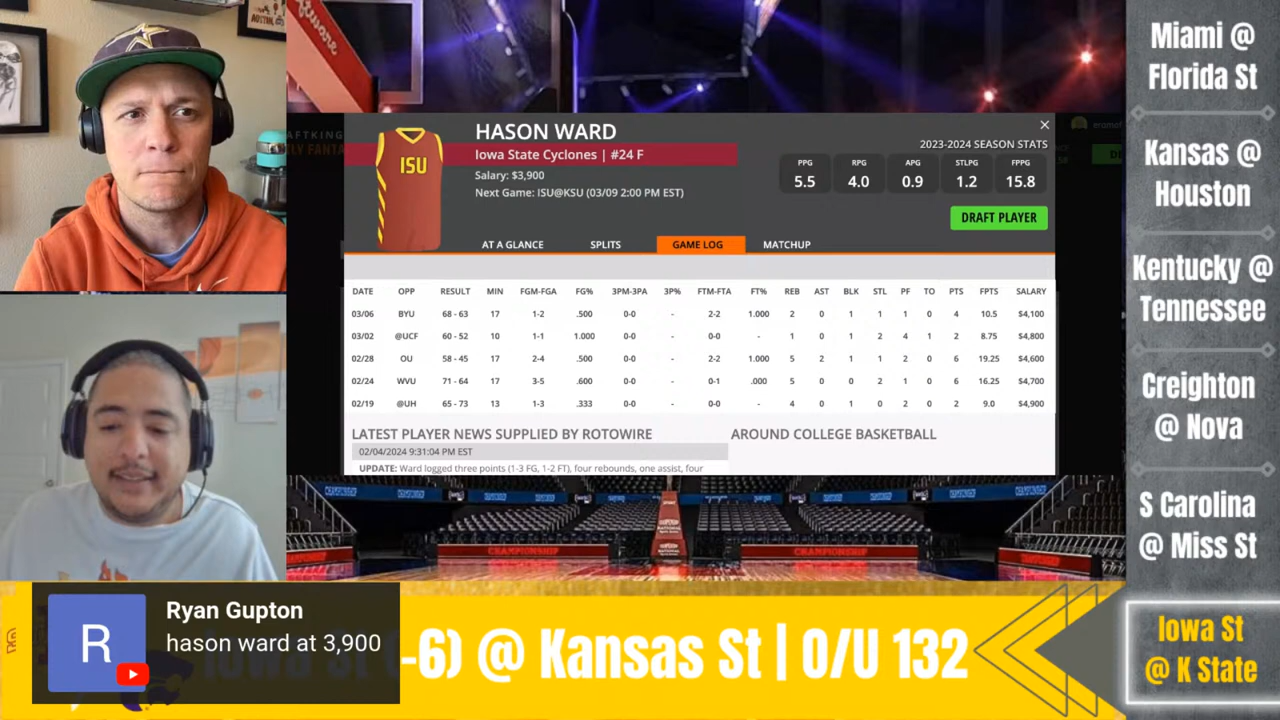 AUSTIN,
software
HASON WARD
Iowa State Cyclones | #24 F
Salary: $3,900
Next Game: ISU@KSU (03/09 2:00 PM EST)
ISU
2023-2024 SEASON STATS
PPG RPG APG STLPG FPPG
5.5 4.0 0.9 1.2 15.8
DRAFT PLAYER
AT A GLANCE SPLITS GAME LOG MATCHUP
DATE OPP RESULT MIN FGM-FGA FG% 3PM-3PA 3P% FTM-FTA FT% REB AST BLK STL PF TO PTS FPTS SALARY
03/06 BYU 68 - 63 17 1-2 .500 0-0 - 2-2 1.000 2 0 1 1 1 0 4 10.5 $4,100
03/02 @UCF 60 - 52 10 1-1 1.000 0-0 - 0-0 - 1 0 1 2 4 1 2 8.75 $4,800
02/28 OU 58 - 45 17 2-4 .500 0-0 - 2-2 1.000 5 2 1 1 2 0 6 19.25 $4,600
02/24 WVU 71 - 64 17 3-5 .600 0-0 - 0-1 .000 5 0 0 2 1 0 6 16.25 $4,700
02/19 @UH 65 - 73 13 1-3 .333 0-0 - 0-0 - 4 0 1 0 2 0 2 9.0 $4,900
LATEST PLAYER NEWS SUPPLIED BY ROTOWIRE
AROUND COLLEGE BASKETBALL
02/04/2024 9:31:04 PM EST
UPDATE: Ward logged three points (1-3 FG, 1-2 FT), four rebounds, one assist, four
CHAMPIONSHIP
CHAMPIONSHIP
R
Ryan Gupton
hason ward at 3,900
-6) @ Kansas St | O/U 132
Miami @
Florida St
Kansas @
Houston
Kentucky @
Tennessee
Creighton
@ Nova
S Carolina
@ Miss St
Iowa St
@ K State